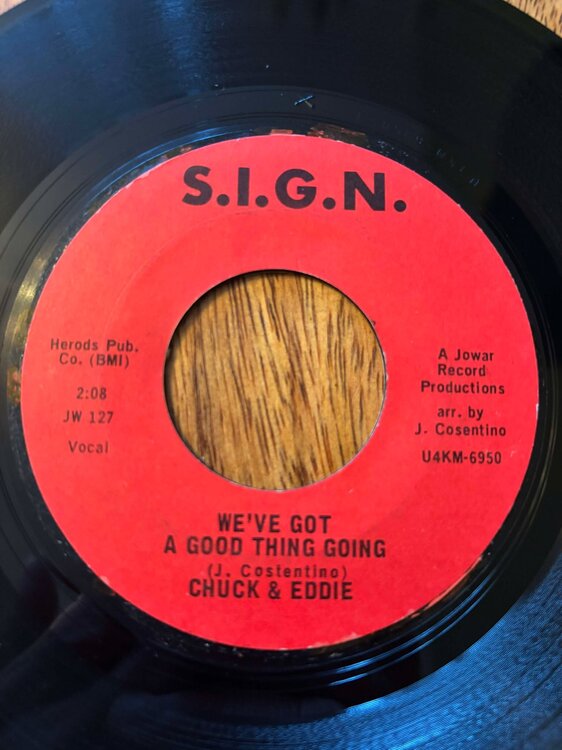 S.I.G.N.
Herods Pub.
Co. (BMI)
2:08
JW 127
Vocal
A Jowar
Record
Productions
arr. by
J. Cosentino
U4KM-6950
WE'VE GOT
A GOOD THING GOING
(J. Costentino)
CHUCK & EDDIE